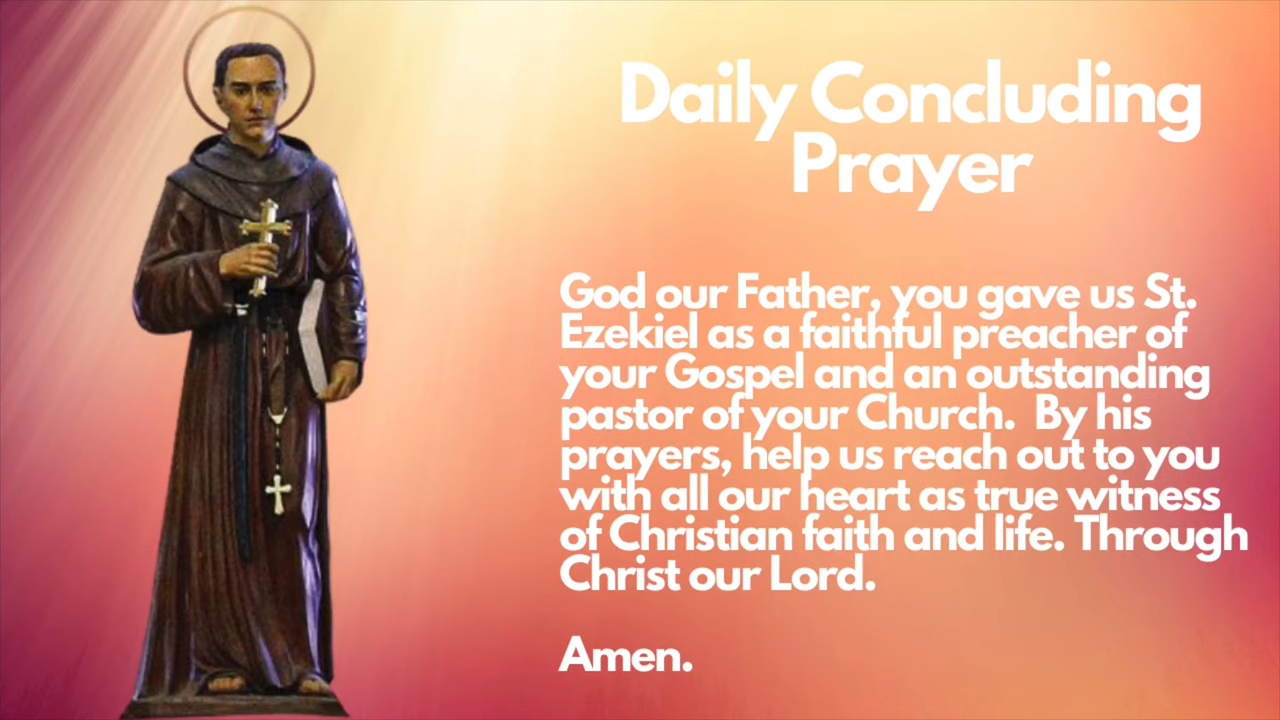 Daily Concluding
Prayer
God our Father, you gave us St.
Ezekiel as a faithful preacher of
your Gospel and an outstanding
pastor of your Church.  By his
prayers, help us reach out to you
with all our heart as true witness
of Christian faith and life. Through
Christ our Lord.
Amen.